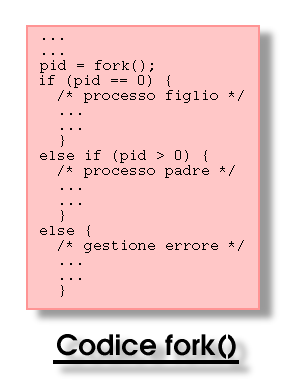 ...
...
pid = fork();
if (pid == 0) {
  /* processo figlio */
  ...
  ...
  }
else if (pid > 0) {
  /* processo padre */
  ...
  ...
  }
else {
  /* gestione errore */
  ...
  ...
  }
Codice fork()